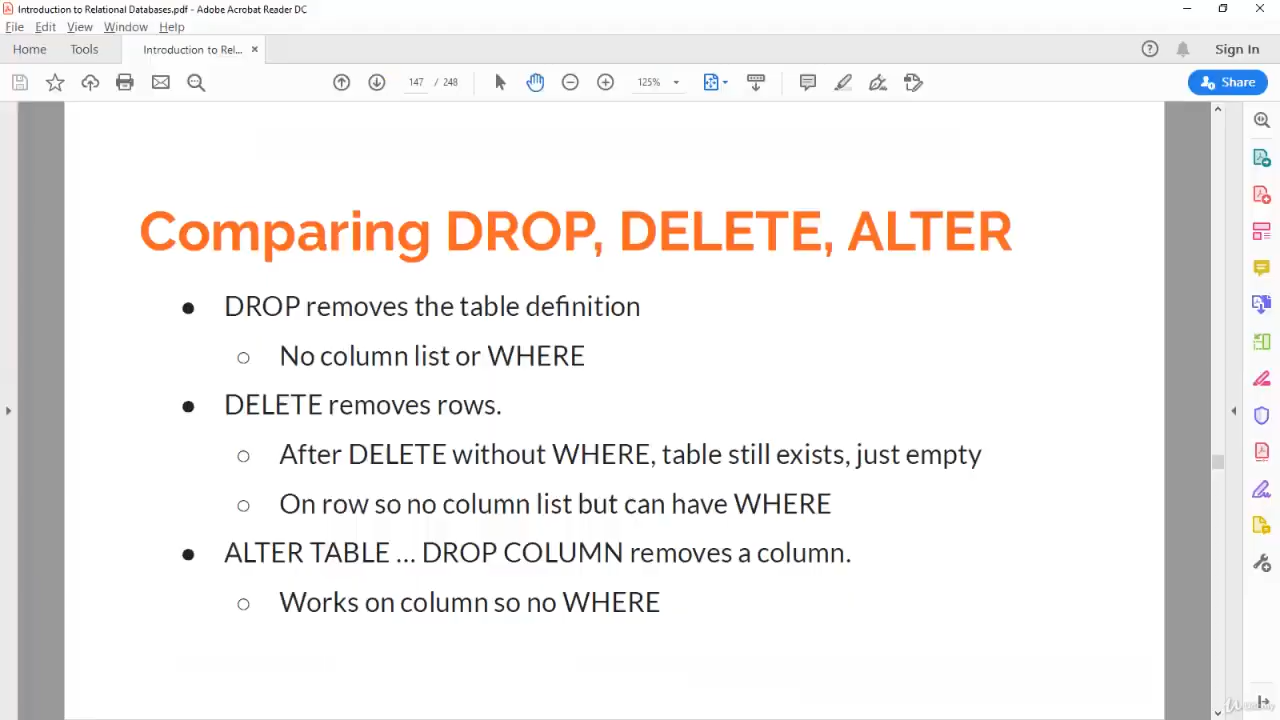 Introduction to Relational Databases.pdf - Adobe Acrobat Reader DC
File Edit View Window Help
Home Tools Introduction to Rel... × Sign In
147 / 248 125% Share
Comparing DROP, DELETE, ALTER
● DROP removes the table definition
○ No column list or WHERE
● DELETE removes rows.
○ After DELETE without WHERE, table still exists, just empty
○ On row so no column list but can have WHERE
● ALTER TABLE ... DROP COLUMN removes a column.
○ Works on column so no WHERE